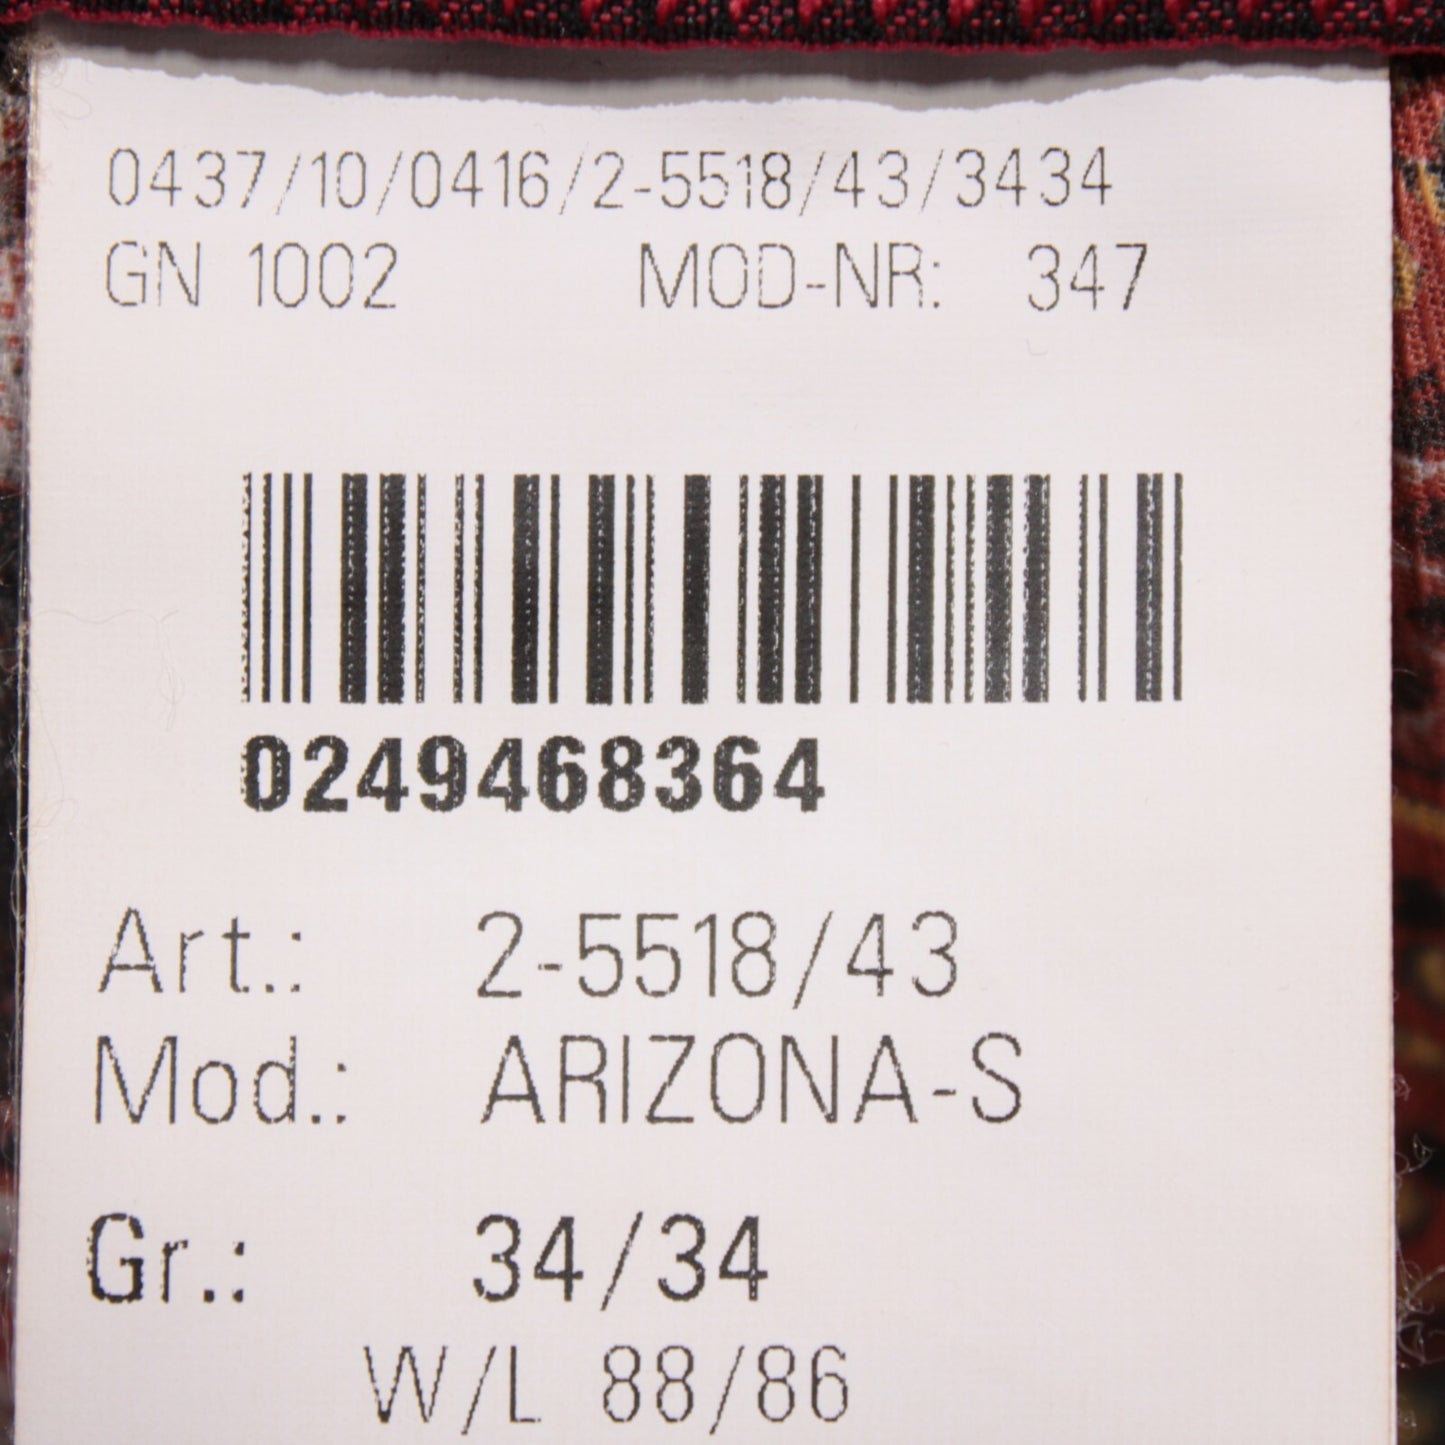 0437/10/0416/2-5518/43/3434
GN 1002 MOD-NR: 347
0249468364
Art.: 2-5518/43
Mod.: ARIZONA-S
Gr.: 34/34
W/L 88/86